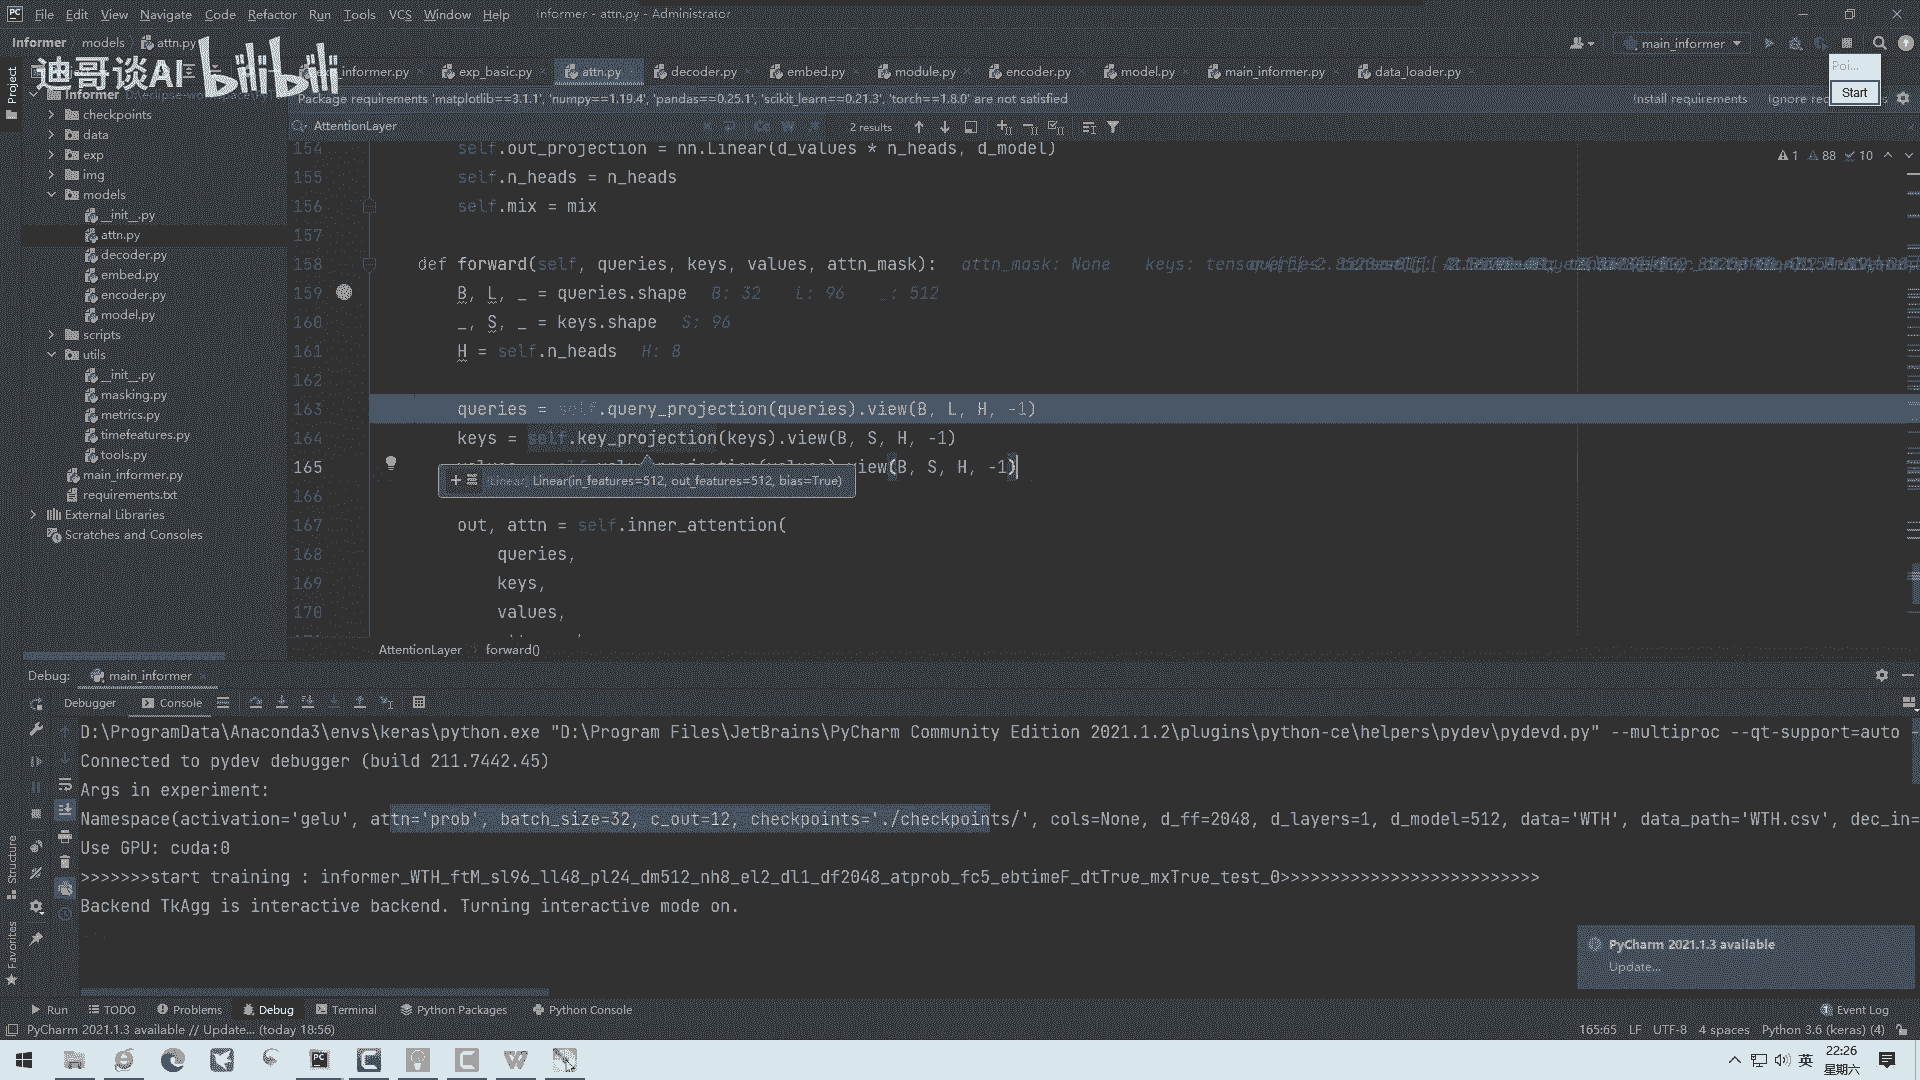 File Edit View Navigate Code Refactor Run Tools VCS Window Help Informer - attn.py - Administrator
Informer models attn.py main_informer
迪哥谈AI bilibili
informer.py exp_basic.py attn.py decoder.py embed.py module.py encoder.py model.py main_informer.py data_loader.py
Poi...
Start
Project
Informer
Package requirements 'matplotlib==3.1.1', 'numpy==1.19.4', 'pandas==0.25.1', 'scikit_learn==0.21.3', 'torch==1.8.0' are not satisfied Install requirements
AttentionLayer 2 results
checkpoints
data
exp
img
models
__init__.py
attn.py
decoder.py
embed.py
encoder.py
model.py
scripts
utils
__init__.py
masking.py
metrics.py
timefeatures.py
tools.py
main_informer.py
requirements.txt
External Libraries
Scratches and Consoles
1 88 10
154 self.out_projection = nn.Linear(d_values * n_heads, d_model)
155 self.n_heads = n_heads
156 self.mix = mix
157
158 def forward(self, queries, keys, values, attn_mask): attn_mask: None keys:
159 B, L, _ = queries.shape B: 32 L: 96 _: 512
160 _, S, _ = keys.shape S: 96
161 H = self.n_heads H: 8
162
163 queries = self.query_projection(queries).view(B, L, H, -1)
164 keys = self.key_projection(keys).view(B, S, H, -1)
165 view(B, S, H, -1)
[Linear] Linear(in_features=512, out_features=512, bias=True)
166
167 out, attn = self.inner_attention(
168 queries,
169 keys,
170 values,
AttentionLayer forward()
Debug: main_informer
Debugger Console
D:\ProgramData\Anaconda3\envs\keras\python.exe "D:\Program Files\JetBrains\PyCharm Community Edition 2021.1.2\plugins\python-ce\helpers\pydev\pydevd.py" --multiproc --qt-support=auto -
Connected to pydev debugger (build 211.7442.45)
Args in experiment:
Namespace(activation='gelu', attn='prob', batch_size=32, c_out=12, checkpoints='./checkpoints/', cols=None, d_ff=2048, d_layers=1, d_model=512, data='WTH', data_path='WTH.csv', dec_in=
Use GPU: cuda:0
>>>>>>>start training : informer_WTH_ftM_sl96_ll48_pl24_dm512_nh8_el2_dl1_df2048_atprob_fc5_ebtimeF_dtTrue_mxTrue_test_0>>>>>>>>>>>>>>>>>>>>>>>>>>
Backend TkAgg is interactive backend. Turning interactive mode on.
Structure
Favorites
PyCharm 2021.1.3 available
Update...
Run TODO Problems Debug Terminal Python Packages Python Console Event Log
PyCharm 2021.1.3 available // Update... (today 18:56) 165:65 LF UTF-8 4 spaces Python 3.6 (keras) (4)
英 22:26
星期六